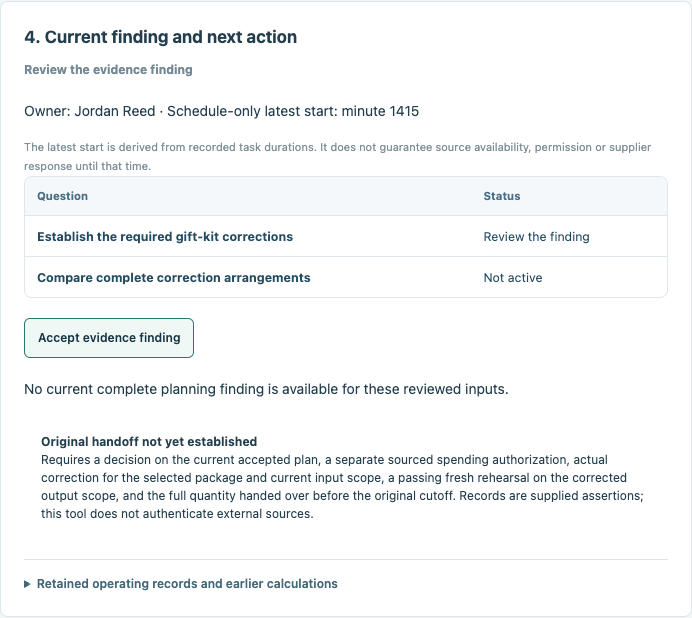 4. Current finding and next action
Review the evidence finding
Owner: Jordan Reed · Schedule-only latest start: minute 1415
The latest start is derived from recorded task durations. It does not guarantee source availability, permission or supplier
response until that time.
Question Status
Establish the required gift-kit corrections Review the finding
Compare complete correction arrangements Not active
Accept evidence finding
No current complete planning finding is available for these reviewed inputs.
Original handoff not yet established
Requires a decision on the current accepted plan, a separate sourced spending authorization, actual
correction for the selected package and current input scope, a passing fresh rehearsal on the corrected
output scope, and the full quantity handed over before the original cutoff. Records are supplied assertions;
this tool does not authenticate external sources.
Retained operating records and earlier calculations